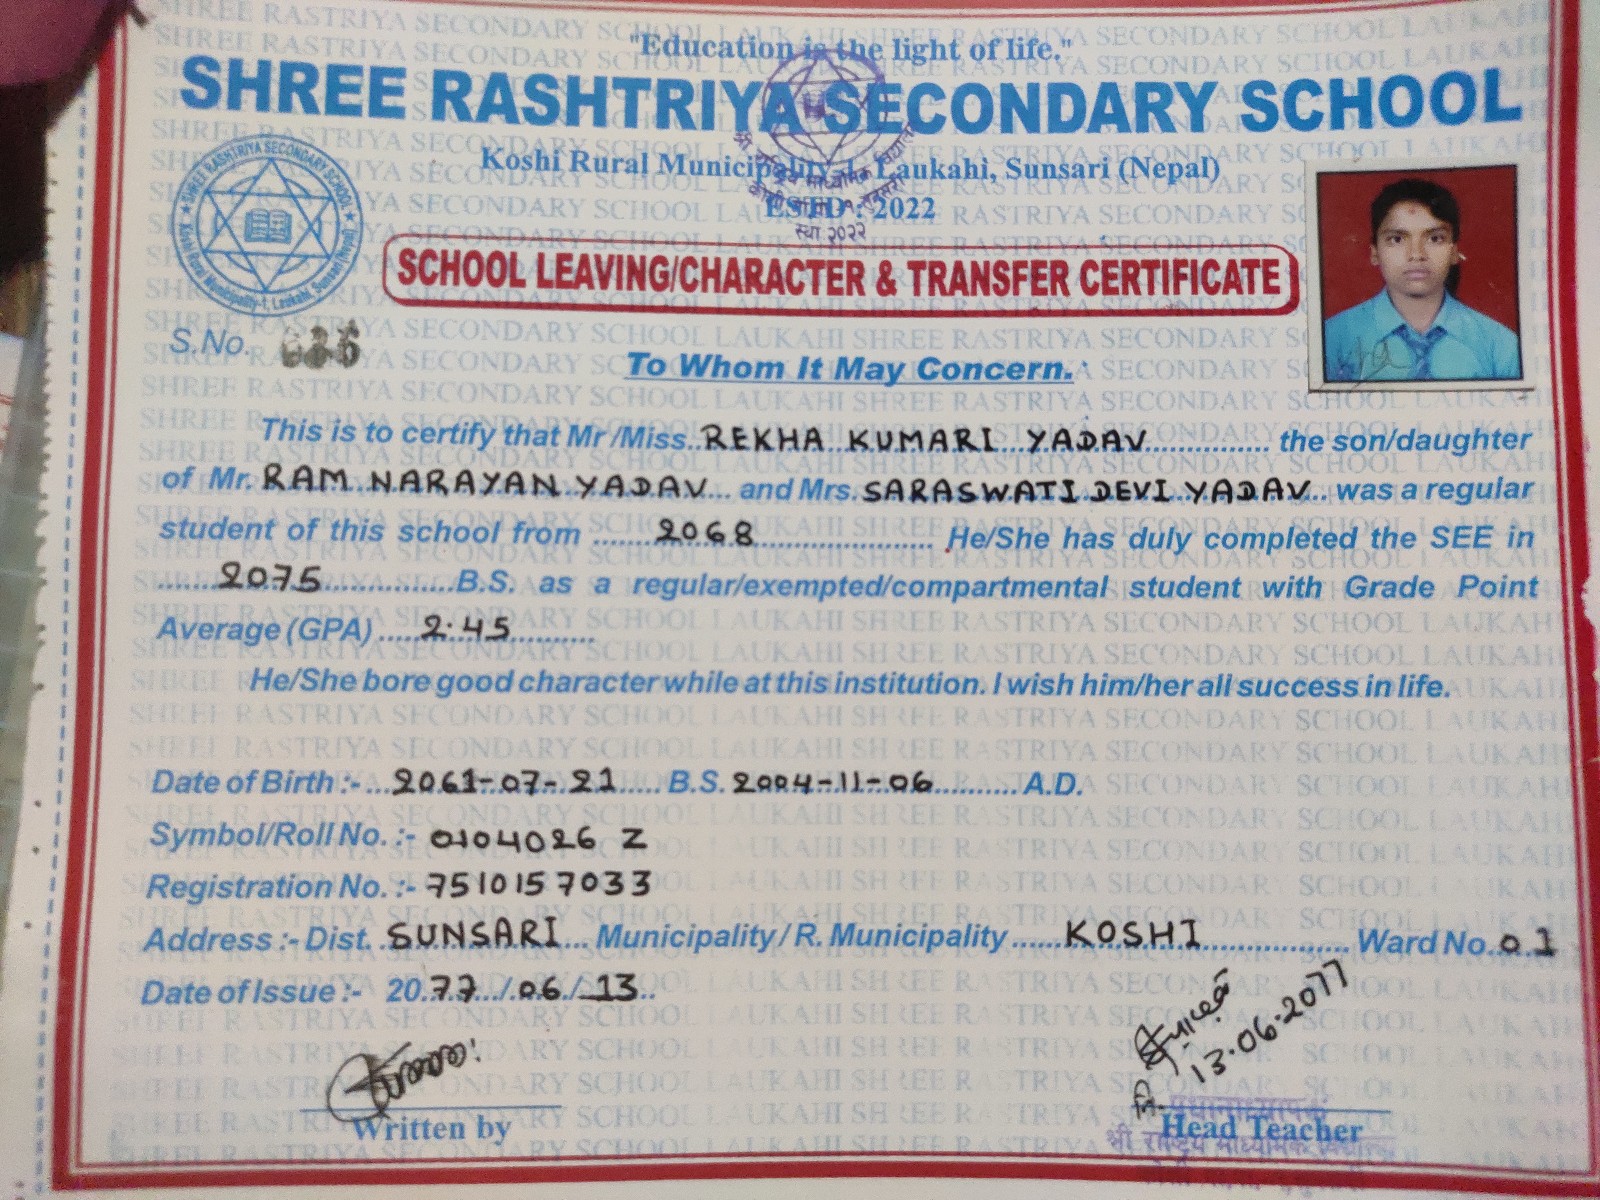 "Education is the light of life."
SHREE RASHTRIYA SECONDARY SCHOOL
Koshi Rural Municipality-1, Laukahi, Sunsari (Nepal)
ESTD : 2022
स्था २०२२
SHREE RASHTRIYA SECONDARY SCHOOL
Koshi Rural Municipality-1, Laukahi, Sunsari (Nepal)
SCHOOL LEAVING/CHARACTER & TRANSFER CERTIFICATE
S.No.
To Whom It May Concern.
This is to certify that Mr /Miss. REKHA KUMARI YADAV the son/daughter
of Mr. RAM NARAYAN YADAV and Mrs. SARASWATI DEVI YADAV was a regular
student of this school from 2068 He/She has duly completed the SEE in
2075 B.S. as a regular/exempted/compartmental student with Grade Point
Average (GPA) 2.45
He/She bore good character while at this institution. I wish him/her all success in life.
Date of Birth :- 2061-07-21 B.S. 2004-11-06 A.D.
Symbol/Roll No. :- 0104026 Z
Registration No. :- 7510157033
Address :- Dist. SUNSARI Municipality / R. Municipality KOSHI Ward No. 01
Date of Issue :- 2077/06/13
13.06.2077
Written by
प्रधानाध्यापक
Head Teacher
श्री राष्ट्रिय माध्यमिक विद्यालय